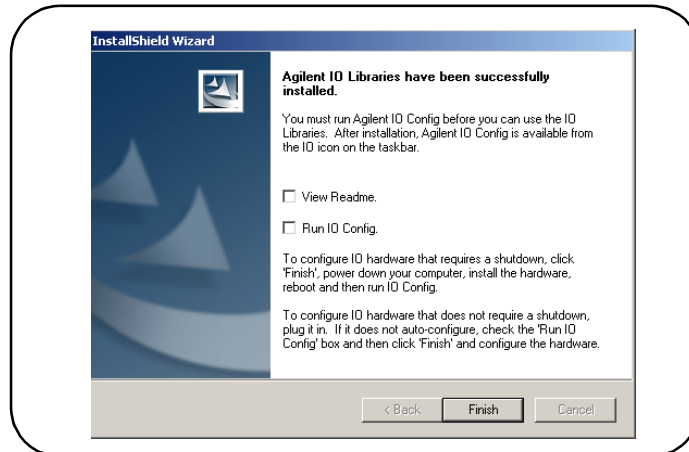 InstallShield Wizard
Agilent IO Libraries have been successfully
installed.
You must run Agilent IO Config before you can use the IO
Libraries. After installation, Agilent IO Config is available from
the IO icon on the taskbar.
View Readme.
Run IO Config.
To configure IO hardware that requires a shutdown, click
'Finish', power down your computer, install the hardware,
reboot and then run IO Config.
To configure IO hardware that does not require a shutdown,
plug it in. If it does not auto-configure, check the 'Run IO
Config' box and then click 'Finish' and configure the hardware.
< Back Finish Cancel